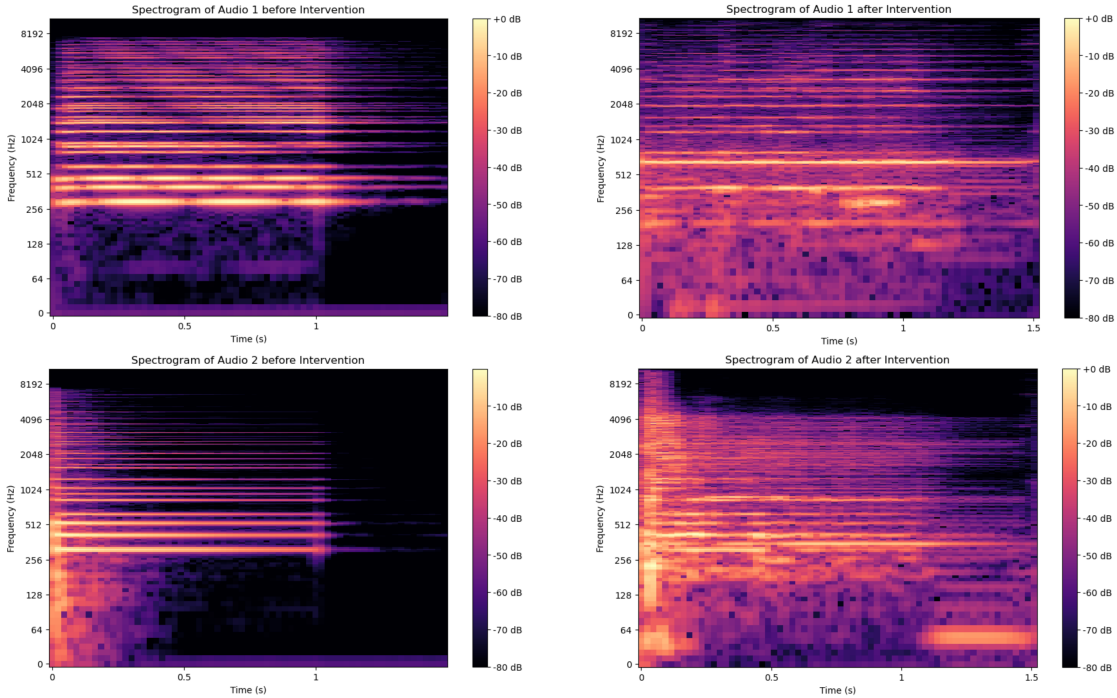 Spectrogram of Audio 1 before Intervention
Frequency (Hz)
8192
4096
2048
1024
512
256
128
64
0
0 0.5 1
Time (s)
+0 dB
-10 dB
-20 dB
-30 dB
-40 dB
-50 dB
-60 dB
-70 dB
-80 dB
Spectrogram of Audio 1 after Intervention
Frequency (Hz)
8192
4096
2048
1024
512
256
128
64
0
0 0.5 1 1.5
Time (s)
+0 dB
-10 dB
-20 dB
-30 dB
-40 dB
-50 dB
-60 dB
-70 dB
-80 dB
Spectrogram of Audio 2 before Intervention
Frequency (Hz)
8192
4096
2048
1024
512
256
128
64
0
0 0.5 1
Time (s)
-10 dB
-20 dB
-30 dB
-40 dB
-50 dB
-60 dB
-70 dB
-80 dB
Spectrogram of Audio 2 after Intervention
Frequency (Hz)
8192
4096
2048
1024
512
256
128
64
0
0 0.5 1 1.5
Time (s)
+0 dB
-10 dB
-20 dB
-30 dB
-40 dB
-50 dB
-60 dB
-70 dB
-80 dB